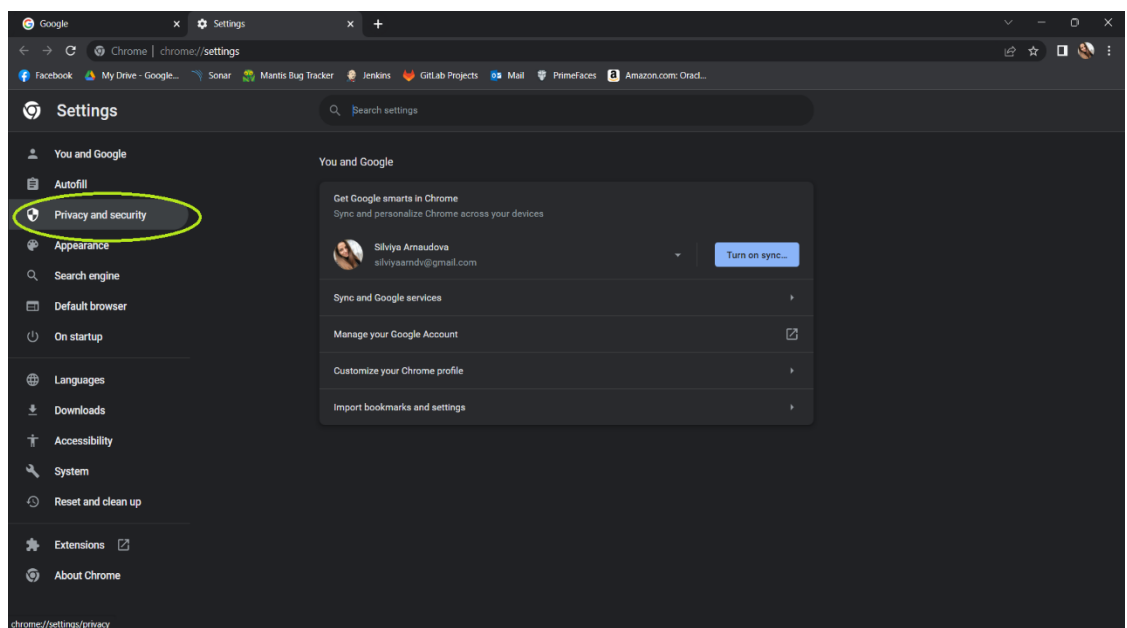 Google
Settings
Chrome | chrome://settings
Facebook My Drive - Google... Sonar Mantis Bug Tracker Jenkins GitLab Projects Mail PrimeFaces Amazon.com: Oracl...
Settings
Search settings
You and Google
Autofill
Privacy and security
Appearance
Search engine
Default browser
On startup
Languages
Downloads
Accessibility
System
Reset and clean up
Extensions
About Chrome
You and Google
Get Google smarts in Chrome
Sync and personalize Chrome across your devices
Silviya Arnaudova
silviyaarndv@gmail.com
Turn on sync...
Sync and Google services
Manage your Google Account
Customize your Chrome profile
Import bookmarks and settings
chrome://settings/privacy